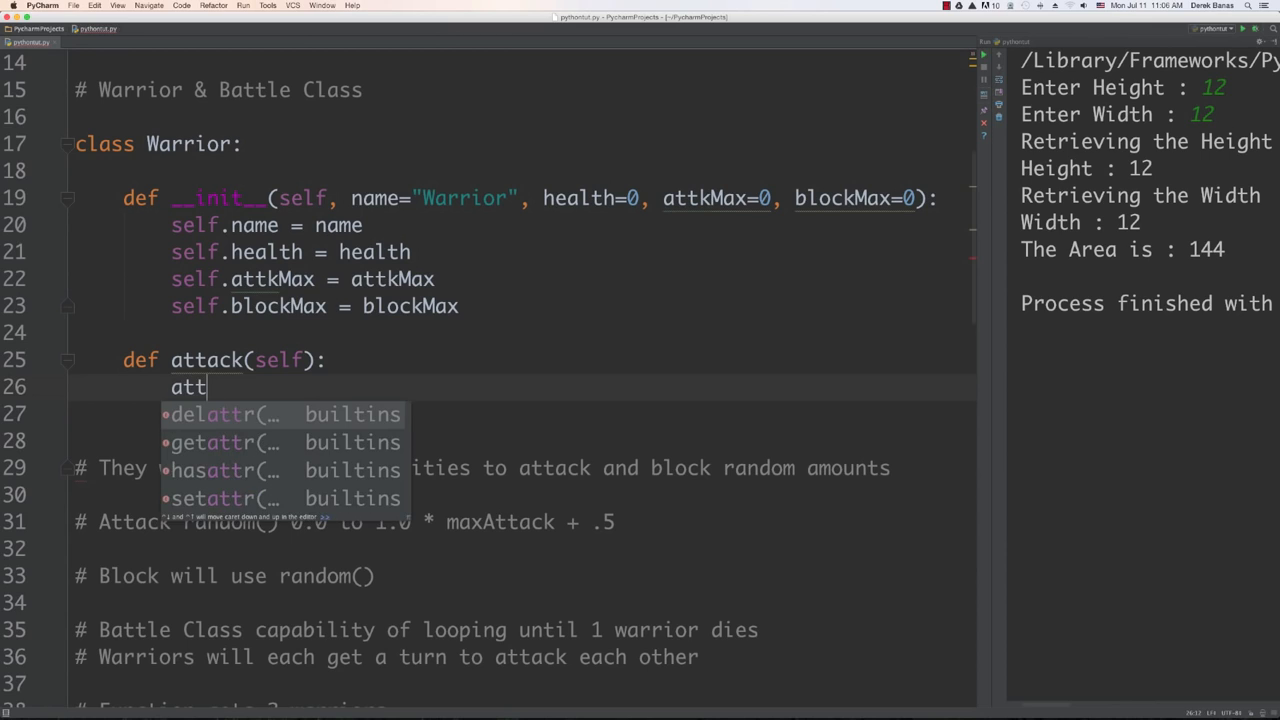 PyCharm File Edit View Navigate Code Refactor Run Tools VCS Window Help 10 Mon Jul 11 11:06 AM Derek Banas
pythontut.py - PycharmProjects - [~/PycharmProjects]
PycharmProjects pythontut.py pythontut
pythontut.py Run pythontut
14
15 # Warrior & Battle Class
16
17 class Warrior:
18
19 def __init__(self, name="Warrior", health=0, attkMax=0, blockMax=0):
20 self.name = name
21 self.health = health
22 self.attkMax = attkMax
23 self.blockMax = blockMax
24
25 def attack(self):
26 att
27
28
29 # They w ities to attack and block random amounts
30
31 # Attack random() 0.0 to 1.0 * maxAttack + .5
32
33 # Block will use random()
34
35 # Battle Class capability of looping until 1 warrior dies
36 # Warriors will each get a turn to attack each other
37
delattr(… builtins
getattr(… builtins
hasattr(… builtins
setattr(… builtins
^↓ and ^↑ will move caret down and up in the editor >>
/Library/Frameworks/Py
Enter Height : 12
Enter Width : 12
Retrieving the Height
Height : 12
Retrieving the Width
Width : 12
The Area is : 144
Process finished with
26:12 LF‡ UTF-8‡